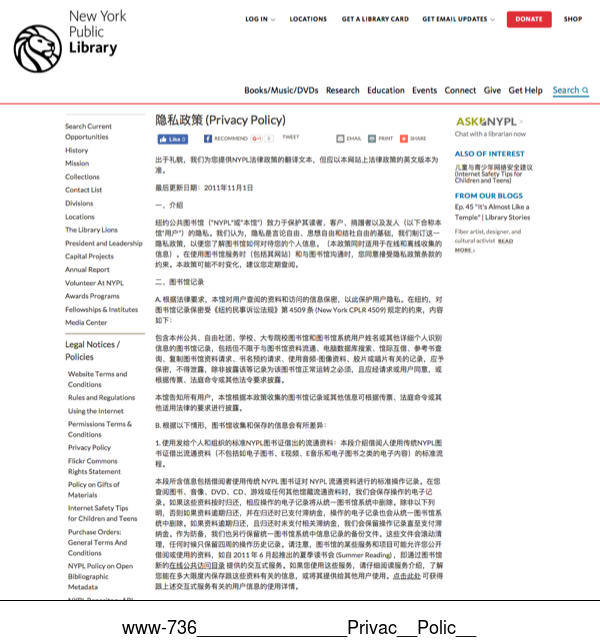 New York
Public
Library
LOG IN
LOCATIONS
GET A LIBRARY CARD
GET EMAIL UPDATES
DONATE
SHOP
Books/Music/DVDs Research Education Events Connect Give Get Help Search
Search Current
Opportunities
History
Mission
Collections
Contact List
Divisions
Locations
The Library Lions
President and Leadership
Capital Projects
Annual Report
Volunteer At NYPL
Awards Programs
Fellowships & Institutes
Media Center
Legal Notices /
Policies
Website Terms and
Conditions
Rules and Regulations
Using the Internet
Permissions Terms &
Conditions
Privacy Policy
Flickr Commons
Rights Statement
Policy on Gifts of
Materials
Internet Safety Tips
for Children and Teens
Purchase Orders:
General Terms And
Conditions
NYPL Policy on Open
Bibliographic
Metadata
隐私政策 (Privacy Policy)
Like 0
RECOMMEND
TWEET
EMAIL
PRINT
SHARE
出于礼貌，我们为您提供NYPL法律政策的翻译文本，但应以本网站上法律政策的英文版本为
准。
最后更新日期：2011年11月1日
一、介绍
纽约公共图书馆（"NYPL"或"本馆"）致力于保护其读者、客户、捐赠者以及友人（以下合称本
馆"用户"）的隐私。我们认为，隐私是言论自由、思想自由和结社自由的基础，我们制订这一
隐私政策，以便您了解图书馆如何对待您的个人信息。（本政策同时适用于在线和离线收集的
信息）。在使用图书馆服务时（包括其网站）和与图书馆沟通时，您同意接受隐私政策条款的
约束。本政策可能不时变化，建议您定期查阅。
二、图书馆记录
A. 根据法律要求，本馆对用户查阅的资料和访问的信息保密，以此保护用户隐私。在纽约，对
图书馆记录保密受《纽约民事诉讼法规》第 4509 条 (New York CPLR 4509) 规定的约束，内容
如下：
包含本州公共、自由社团、学校、大专院校图书馆和图书馆系统用户姓名或其他详细个人识别
信息的图书馆记录，包括但不限于与图书馆资料流通、电脑数据库搜索、馆际互借、参考书查
询、复制图书馆资料请求、书名预约请求、使用音频-图像资料、胶片或唱片有关的记录，应予
保密，不得泄露，除非披露该等记录为该图书馆正常运转之必须，且应经请求或用户同意，或
根据传票、法庭命令或其他法令要求披露。
本馆告知所有用户，本馆根据本政策收集的图书馆记录或其他信息可根据传票、法庭命令或其
他适用法律的要求进行披露。
B. 根据以下情形，图书馆收集和保存的信息会有所差异：
1. 使用发给个人和组织的标准NYPL图书证借出的流通资料：本段介绍借阅人使用传统NYPL图
书证借出流通资料（不包括如电子图书、E视频、E音乐和电子图书之类的电子内容）的标准流
程。
本段所含信息包括借阅者使用传统 NYPL 图书证对 NYPL 流通资料进行的标准操作记录。在您
查阅图书、音像、DVD、CD、游戏或任何其他馆藏流通资料时，我们会保存操作的电子记
录。如果这些资料按时归还，相应操作的电子记录将从统一图书馆系统中删除。除非以下列
明，否则如果资料逾期归还，并在归还时已支付滞纳金，操作的电子记录也会从统一图书馆系
统中删除。如果资料逾期归还，且归还时未支付相关滞纳金，我们会保留操作记录直至支付滞
纳金。作为防备，我们也另行保留统一图书馆系统中信息记录的备份文件。这些文件会滚动清
理，任何时候只保留四周的操作历史记录。请注意，图书馆的某些服务和项目可能允许您公开
借阅或使用的资料，如自 2011 年 6 月起推出的夏季读书会 (Summer Reading) ，即通过图书馆
新的在线公共访问目录 提供的交互式服务。如果您使用这些服务，请仔细阅读服务介绍，了解
您能在多大限度内保存跟这些资料有关的信息，或将其提供给其他用户使用。点击此处 可获得
跟上述交互式服务有关的用户信息的使用详情。
ASK NYPL
Chat with a librarian now
ALSO OF INTEREST
儿童与青少年网络安全建议
(Internet Safety Tips for
Children and Teens)
FROM OUR BLOGS
Ep. 45 "It's Almost Like a
Temple" | Library Stories
Fiber artist, designer, and
cultural activist READ
MORE ›
www-736________________Privac__Polic__